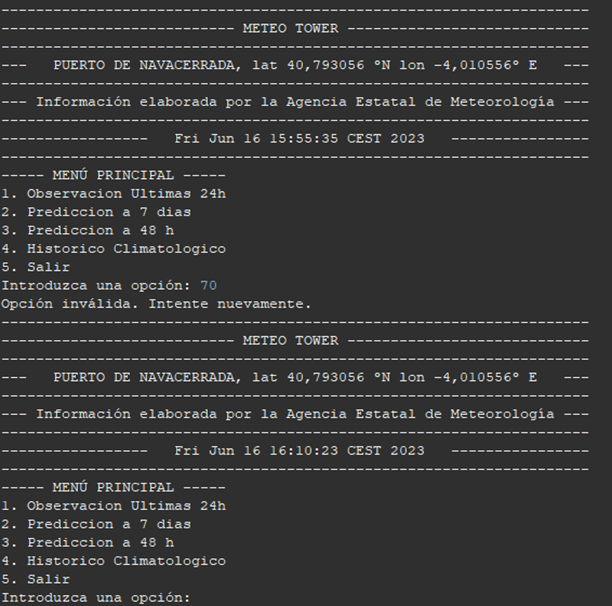 --------------------------------------------------------------------
--------------------------- METEO TOWER ----------------------------
--------------------------------------------------------------------
---   PUERTO DE NAVACERRADA, lat 40,793056 °N lon -4,010556° E   ---
--------------------------------------------------------------------
--- Información elaborada por la Agencia Estatal de Meteorología ---
--------------------------------------------------------------------
-----------------   Fri Jun 16 15:55:35 CEST 2023   ----------------
--------------------------------------------------------------------
----- MENÚ PRINCIPAL -----
1. Observacion Ultimas 24h
2. Prediccion a 7 dias
3. Prediccion a 48 h
4. Historico Climatologico
5. Salir
Introduzca una opción: 70
Opción inválida. Intente nuevamente.
--------------------------------------------------------------------
--------------------------- METEO TOWER ----------------------------
--------------------------------------------------------------------
---   PUERTO DE NAVACERRADA, lat 40,793056 °N lon -4,010556° E   ---
--------------------------------------------------------------------
--- Información elaborada por la Agencia Estatal de Meteorología ---
--------------------------------------------------------------------
-----------------   Fri Jun 16 16:10:23 CEST 2023   ----------------
--------------------------------------------------------------------
----- MENÚ PRINCIPAL -----
1. Observacion Ultimas 24h
2. Prediccion a 7 dias
3. Prediccion a 48 h
4. Historico Climatologico
5. Salir
Introduzca una opción: